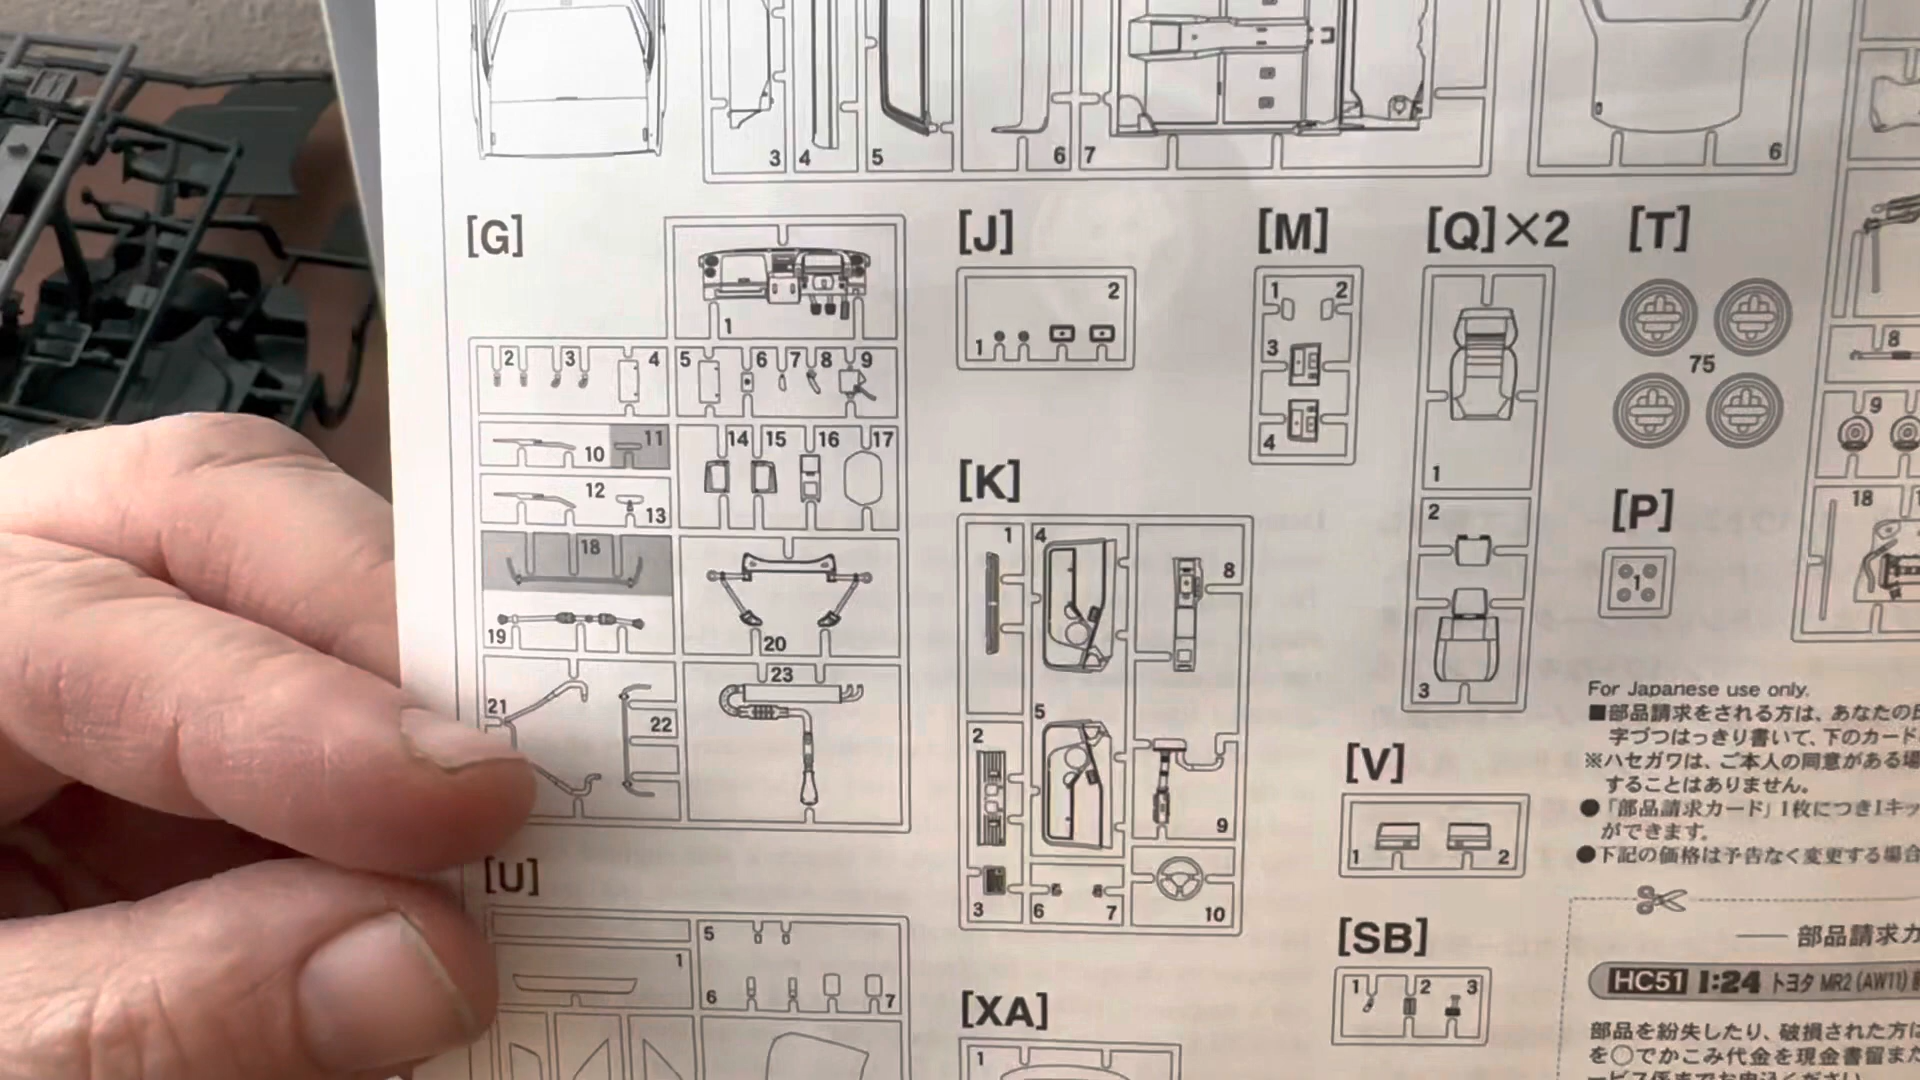 3
4
5
6
7
6
[G]
1
2
3
4
5
6
7
8
9
10
11
12
13
14
15
16
17
18
19
20
21
22
23
[J]
1
2
[M]
1
2
3
4
[Q]×2
1
2
3
[T]
75
[P]
1
8
9
18
[K]
1
2
3
4
5
6
7
8
9
10
[V]
1
2
[SB]
1
2
3
[U]
1
5
6
7
[XA]
1
For Japanese use only.
■部品請求をされる方は、あなたの
字づつはっきり書いて、下のカード
※ハセガワは、ご本人の同意がある場
することはありません。
●「部品請求カード」1枚につき1キッ
ができます。
●下記の価格は予告なく変更する場合
部品請求カ
HC51 1:24 トヨタ MR2 (AW11)
部品を紛失したり、破損された方は
を○でかこみ代金を現金書留また